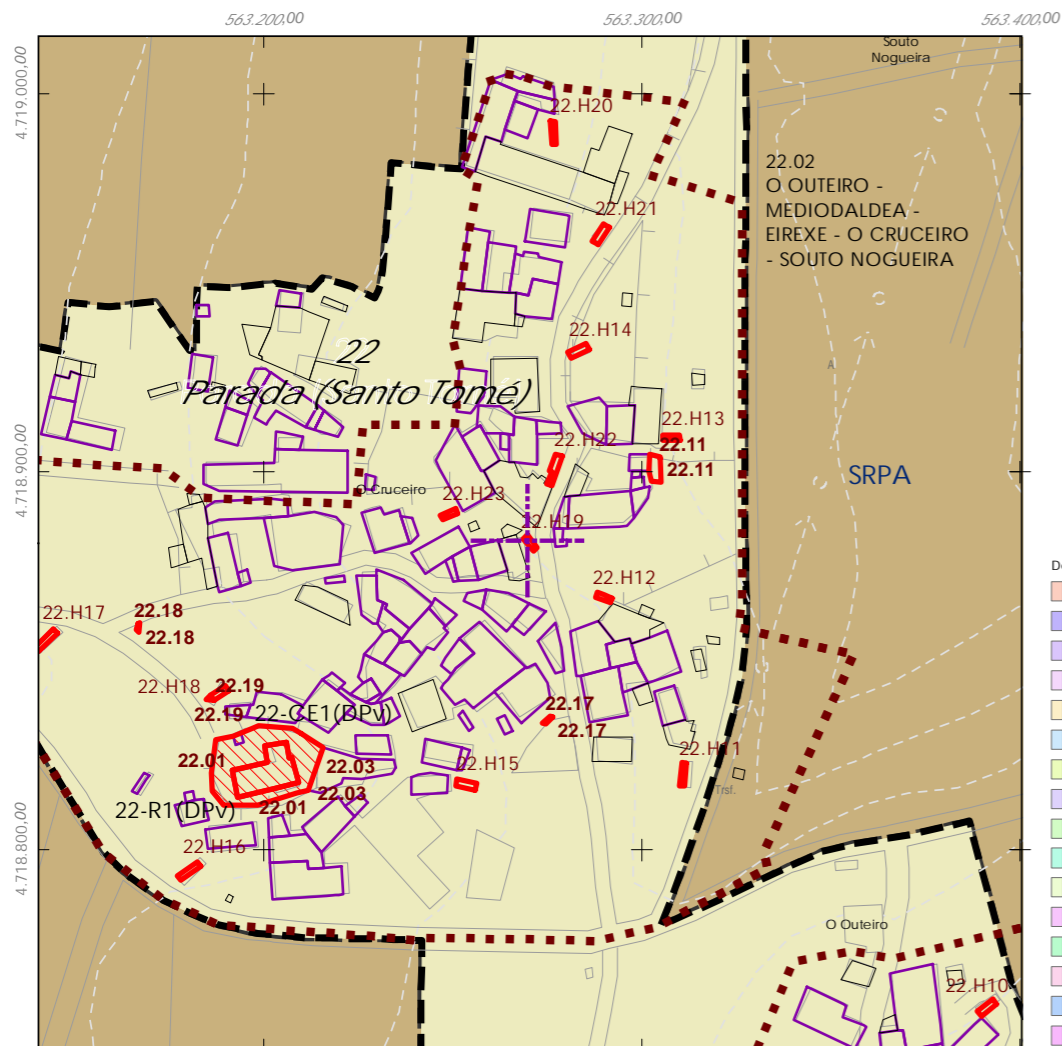 563.200,00
563.300,00
563.400,00
4.719.000,00
4.718.900,00
4.718.800,00
Souto
Nogueira
22.H20
22.02
O OUTEIRO -
MEDIODALDEA -
EIREXE - O CRUCEIRO
- SOUTO NOGUEIRA
22.H21
22.H14
22
Parada (Santo Tomé)
A
22.H13
22.11
22.11
22.H22
SRPA
O Cruceiro
22.H23
22.H19
22.H12
22.H17
22.18
22.18
22.H18
22.19
22.19
22-CE1(DPv)
22.17
22.17
22.01
22.03
22.H15
22.H11
22.03
22.01
22-R1(DPv)
Trsf.
22.H16
O Outeiro
22.H10